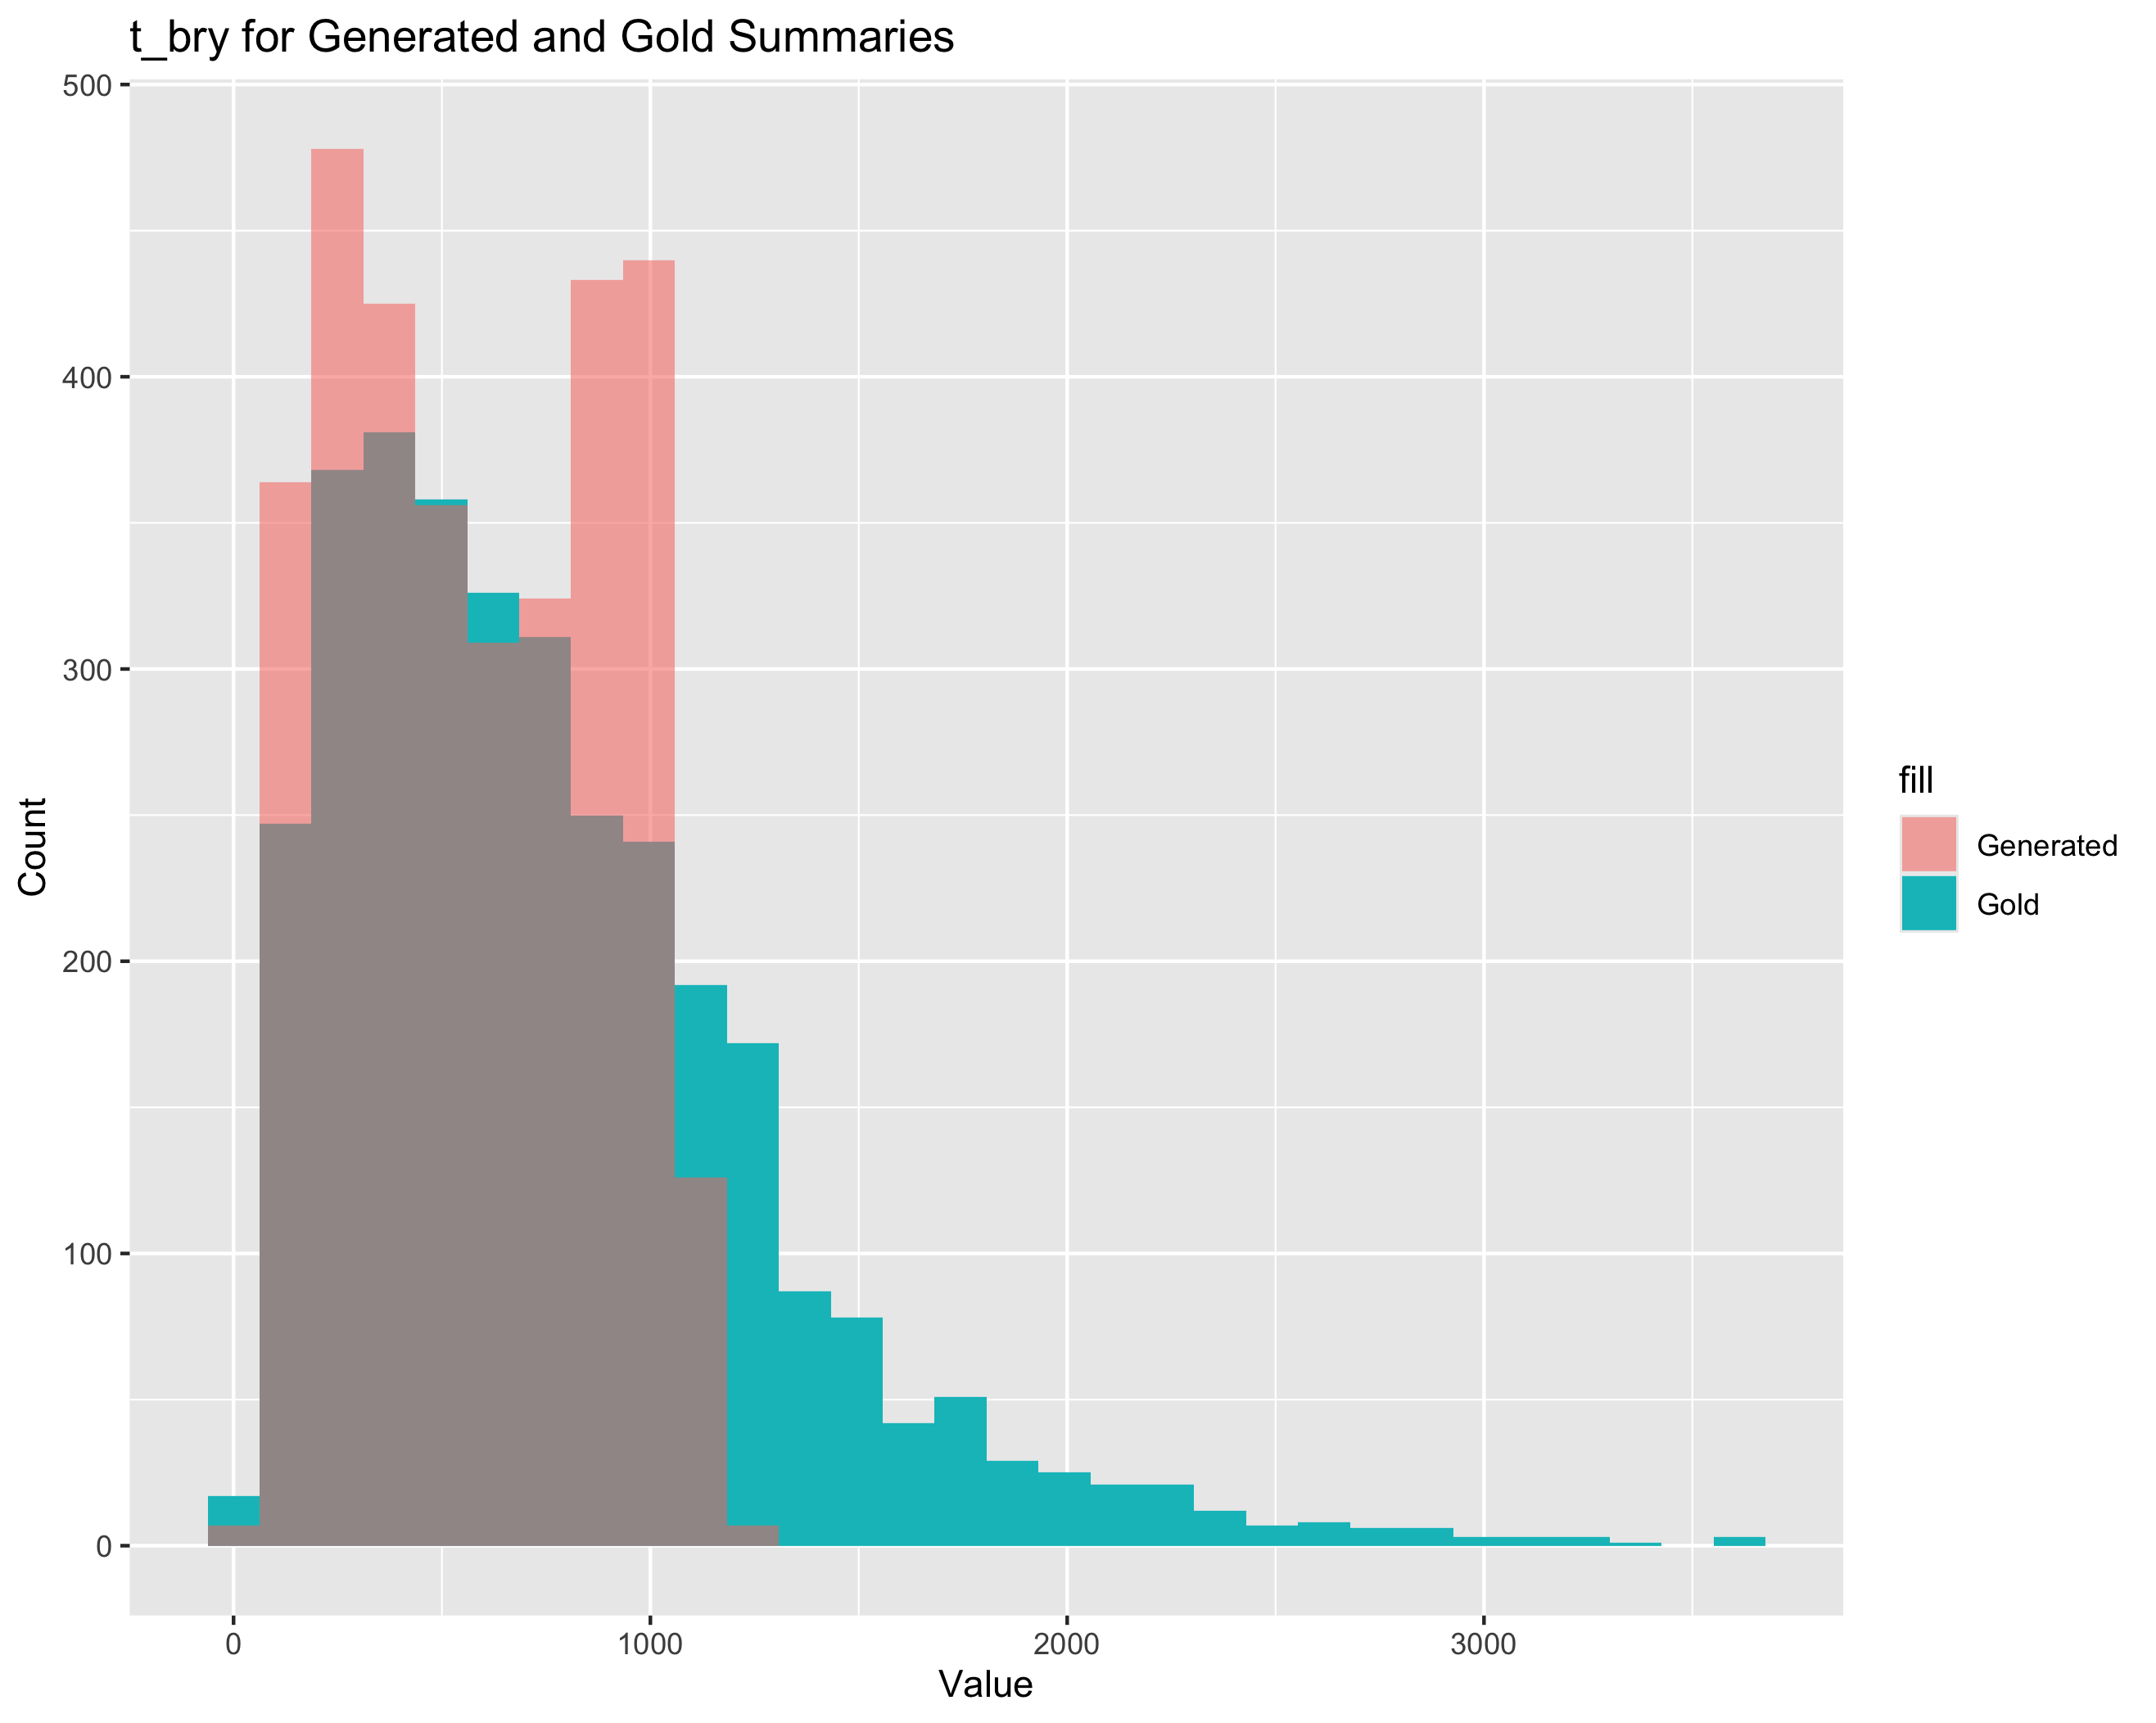 t_bry for Generated and Gold Summaries
500
400
300
200
100
0
Count
0 1000 2000 3000
Value
fill
Generated
Gold